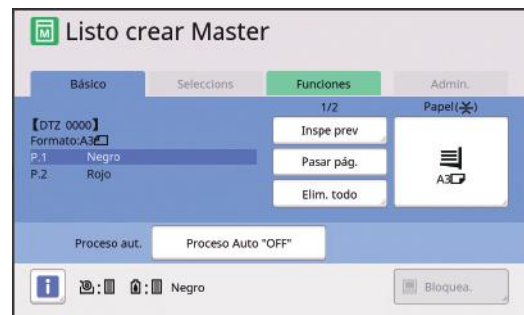 M Listo crear Master
Básico Seleccions Funciones Admin.
1/2 Papel(
【DTZ 0000】
Formato:A3
Inspe prev
P.1 Negro
Pasar pág.
P.2 Rojo
A3
Elim. todo
Proceso aut. Proceso Auto "OFF"
i : : Negro Bloquea.